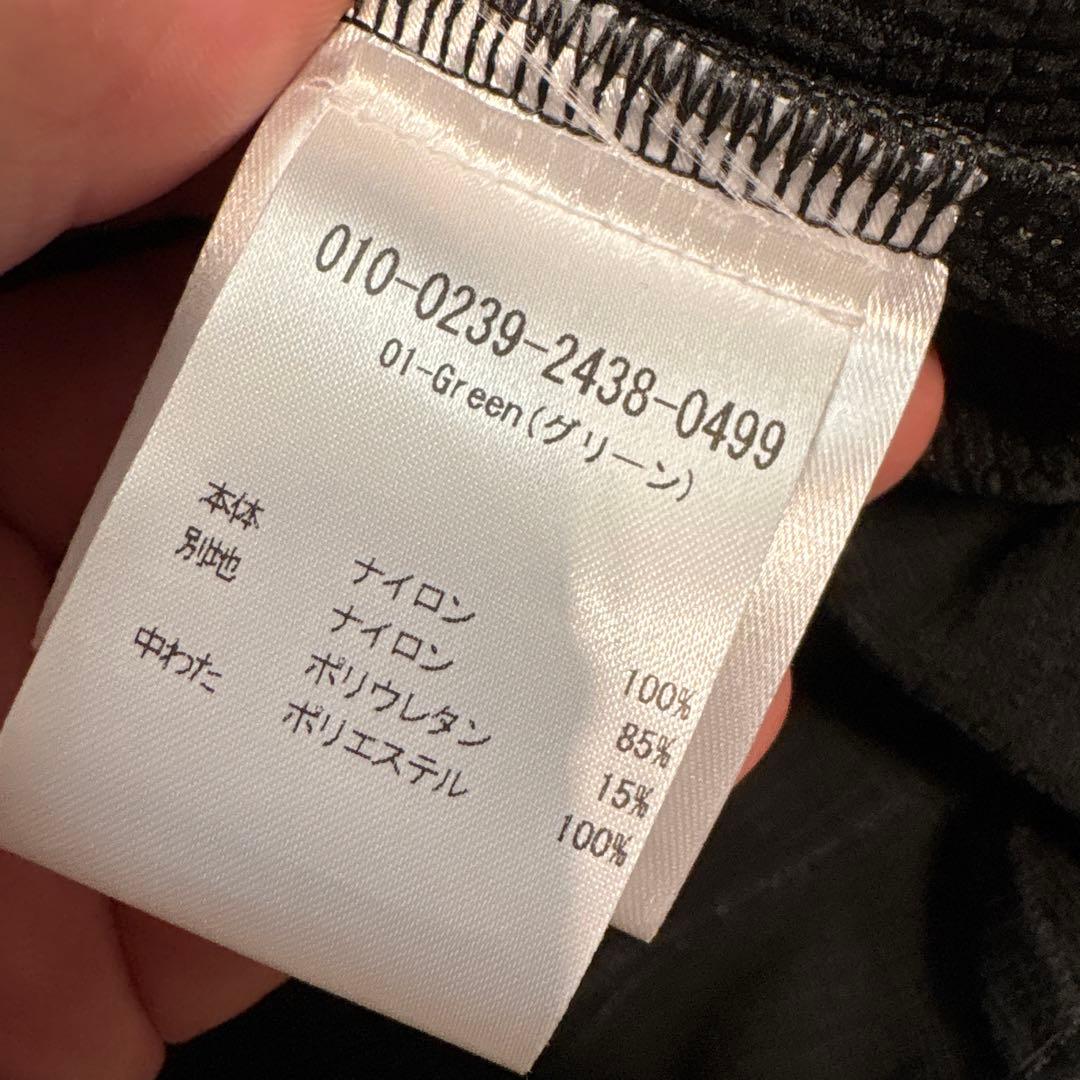 010-0239-2438-0499
01-Green(グリーン)
本体 ナイロン 100%
別地 ナイロン 85%
ポリウレタン 15%
中わた ポリエステル 100%